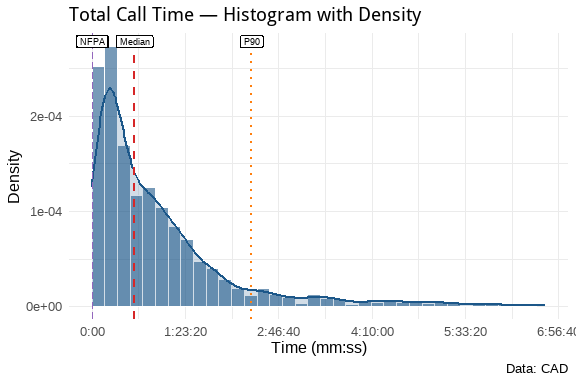 Total Call Time — Histogram with Density
NFPA
Median
P90
2e-04
1e-04
0e+00
Density
0:00
1:23:20
2:46:40
4:10:00
5:33:20
6:56:40
Time (mm:ss)
Data: CAD